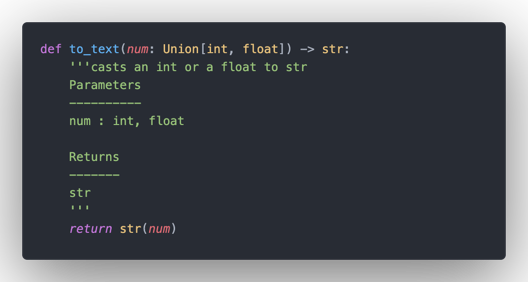 def to_text(num: Union[int, float]) -> str:
    '''casts an int or a float to str
    Parameters
    ----------
    num : int, float

    Returns
    -------
    str
    '''
    return str(num)